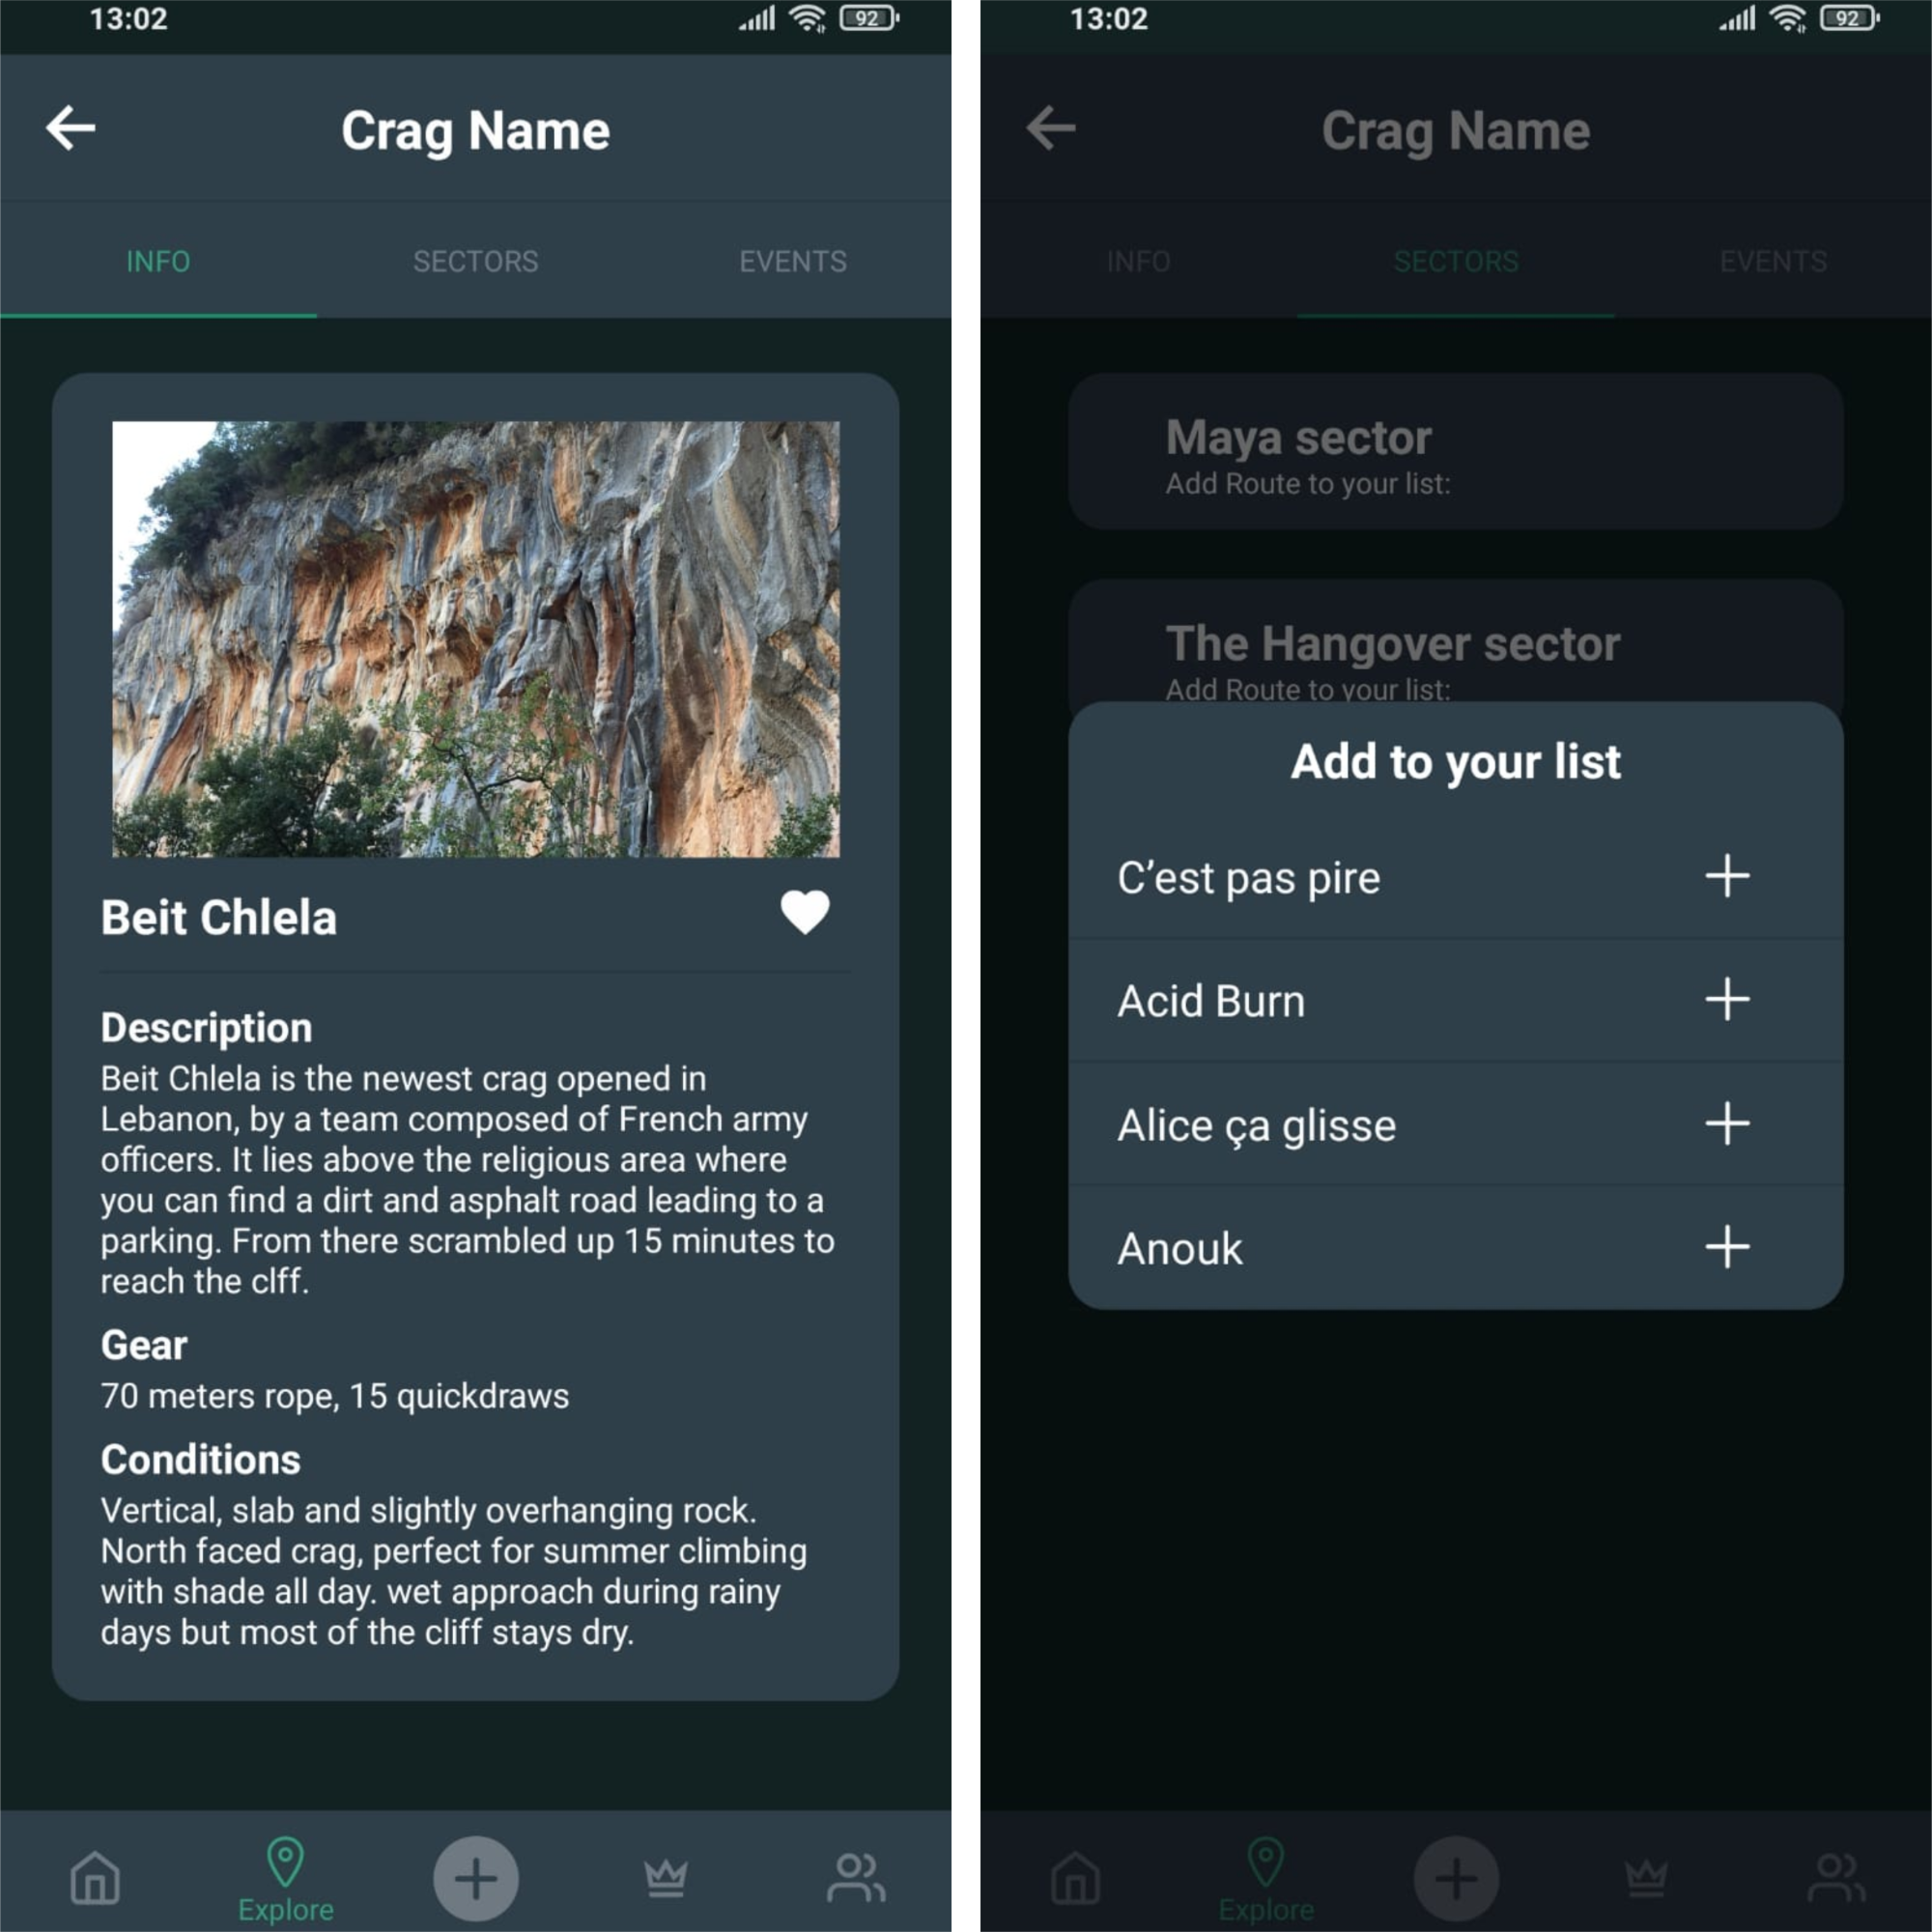 13:02
92
Crag Name
INFO
SECTORS
EVENTS
Beit Chlela
Description
Beit Chlela is the newest crag opened in
Lebanon, by a team composed of French army
officers. It lies above the religious area where
you can find a dirt and asphalt road leading to a
parking. From there scrambled up 15 minutes to
reach the clff.
Gear
70 meters rope, 15 quickdraws
Conditions
Vertical, slab and slightly overhanging rock.
North faced crag, perfect for summer climbing
with shade all day. wet approach during rainy
days but most of the cliff stays dry.
Explore
13:02
92
Crag Name
INFO
SECTORS
EVENTS
Maya sector
Add Route to your list:
The Hangover sector
Add Route to your list:
Add to your list
C’est pas pire
Acid Burn
Alice ça glisse
Anouk
Explore